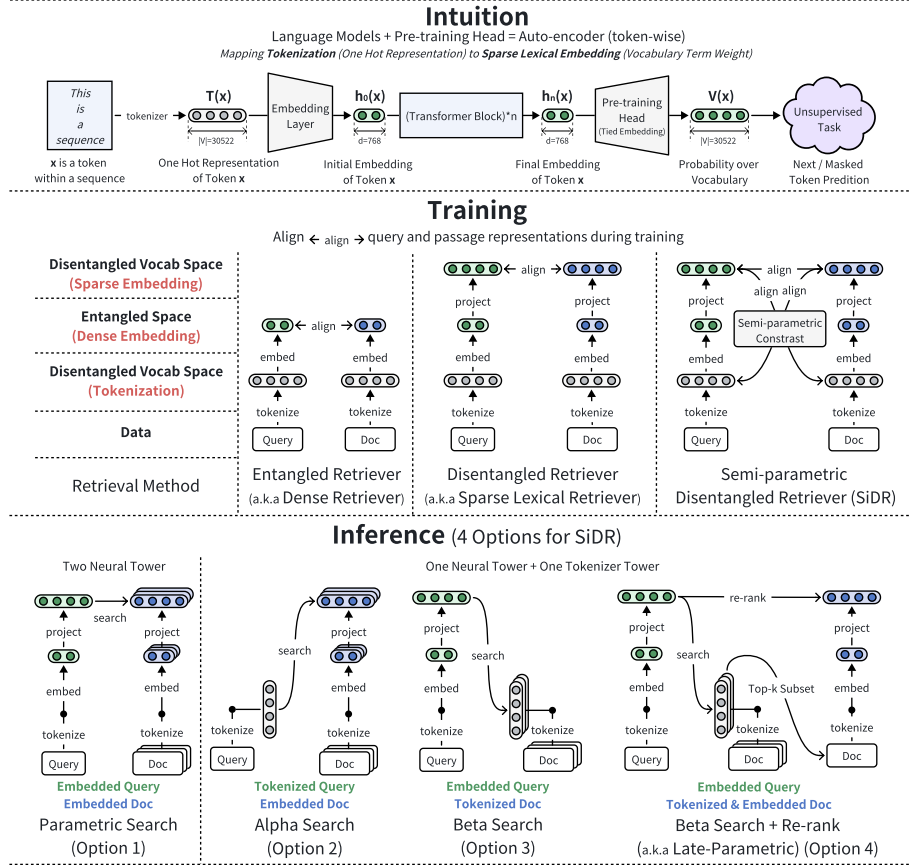 Intuition
Language Models + Pre-training Head = Auto-encoder (token-wise)
Mapping Tokenization (One Hot Representation) to Sparse Lexical Embedding (Vocabulary Term Weight)
This
is
a
sequence
x is a token
within a sequence
tokenizer
T(x)
|V|=30522
One Hot Representation
of Token x
Embedding
Layer
h₀(x)
d=768
Initial Embedding
of Token x
(Transformer Block)*n
hₙ(x)
d=768
Final Embedding
of Token x
Pre-training
Head
(Tied Embedding)
V(x)
|V|=30522
Probability over
Vocabulary
Unsupervised
Task
Next / Masked
Token Predition
Training
Align ← align → query and passage representations during training
Disentangled Vocab Space
(Sparse Embedding)
Entangled Space
(Dense Embedding)
Disentangled Vocab Space
(Tokenization)
Data
Retrieval Method
align
embed
embed
tokenize
tokenize
Query
Doc
Entangled Retriever
(a.k.a Dense Retriever)
align
project
project
embed
embed
tokenize
tokenize
Query
Doc
Disentangled Retriever
(a.k.a Sparse Lexical Retriever)
align
align align
project
project
Semi-parametric
Constrast
embed
embed
tokenize
tokenize
Query
Doc
Semi-parametric
Disentangled Retriever (SiDR)
Inference (4 Options for SiDR)
Two Neural Tower
One Neural Tower + One Tokenizer Tower
search
project
project
embed
embed
tokenize
tokenize
Query
Doc
Embedded Query
Embedded Doc
Parametric Search
(Option 1)
project
search
embed
tokenize
tokenize
Query
Doc
Tokenized Query
Embedded Doc
Alpha Search
(Option 2)
project
search
embed
tokenize
tokenize
Query
Doc
Embedded Query
Tokenized Doc
Beta Search
(Option 3)
re-rank
project
project
search
embed
Top-k Subset
embed
tokenize
tokenize
tokenize
Query
Doc
Doc
Embedded Query
Tokenized & Embedded Doc
Beta Search + Re-rank
(a.k.a Late-Parametric) (Option 4)